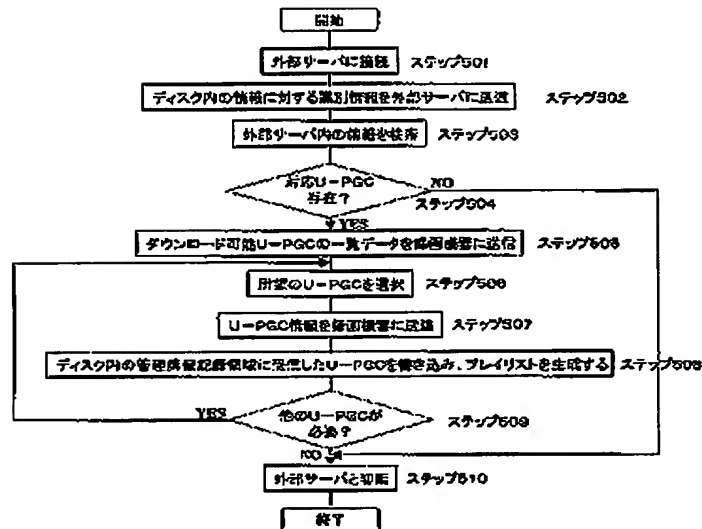 開始
外部サーバに接続 ステップ501
ディスク内の情報に対する識別情報を外部サーバに送信 ステップ502
外部サーバ内の情報を検索 ステップ503
対応U-PGC
存在?
NO
ステップ504
YES
ダウンロード可能U-PGCの一覧データを録画機器に送信 ステップ505
所望のU-PGCを選択 ステップ506
U-PGC情報を録画機器に送信 ステップ507
ディスク内の管理情報記録領域に受信したU-PGCを書き込み、プレイリストを生成する ステップ508
YES
他のU-PGCが
必要?
ステップ509
NO
外部サーバと切断 ステップ510
終了